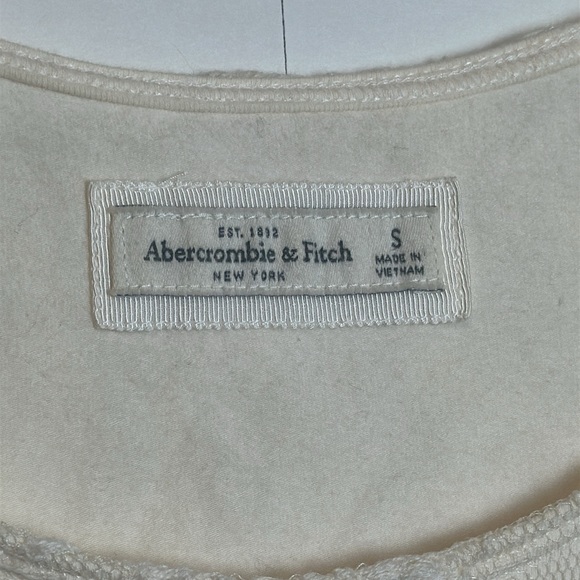 EST. 1892
Abercrombie & Fitch
NEW YORK
S
MADE IN
VIETNAM